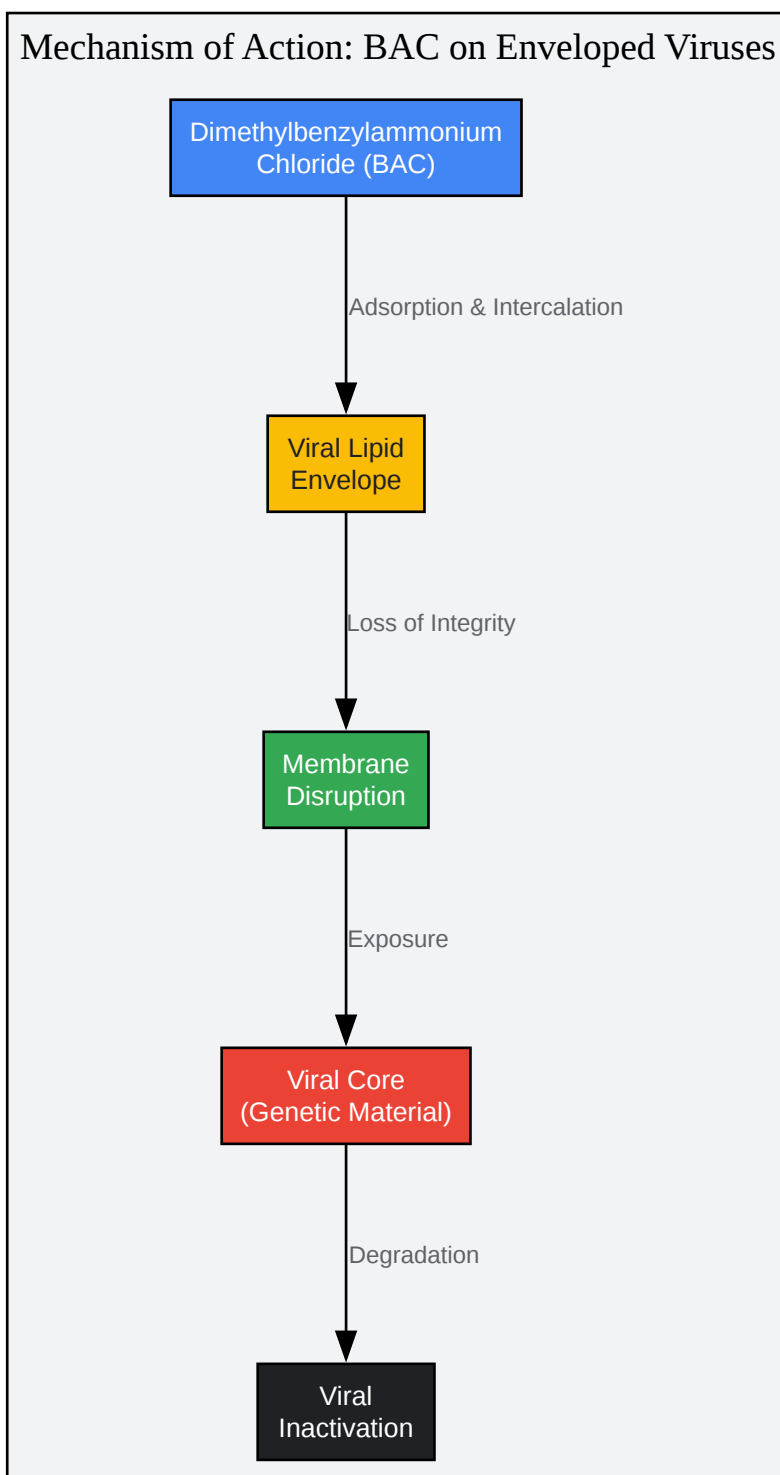 Mechanism of Action: BAC on Enveloped Viruses
Dimethylbenzylammonium
Chloride (BAC)
Adsorption & Intercalation
Viral Lipid
Envelope
Loss of Integrity
Membrane
Disruption
Exposure
Viral Core
(Genetic Material)
Degradation
Viral
Inactivation